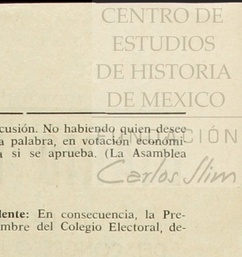 CENTRO DE
ESTUDIOS
DE HISTORIA
DE MEXICO
FUNDACIÓN
Carlos Slim
cusión. No habiendo quien desee
a palabra, en votación económi-
a si se aprueba. (La Asamblea
dente: En consecuencia, la Pre-
mbre del Colegio Electoral, de-